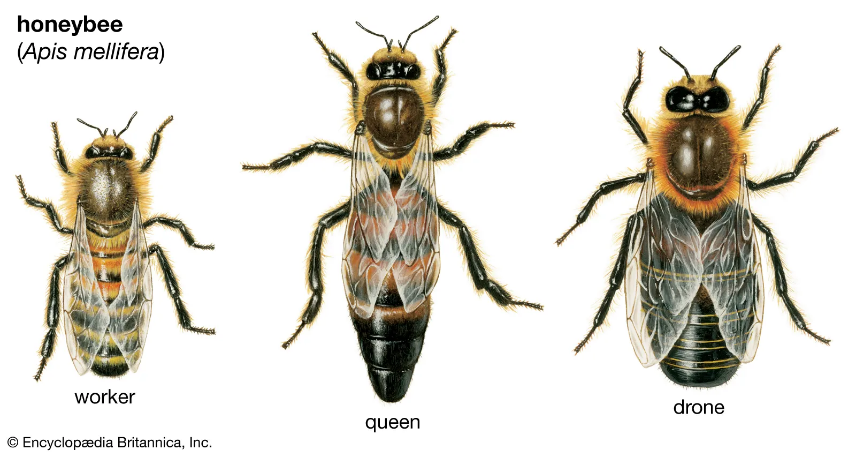 honeybee
(Apis mellifera)
worker
queen
drone
© Encyclopædia Britannica, Inc.